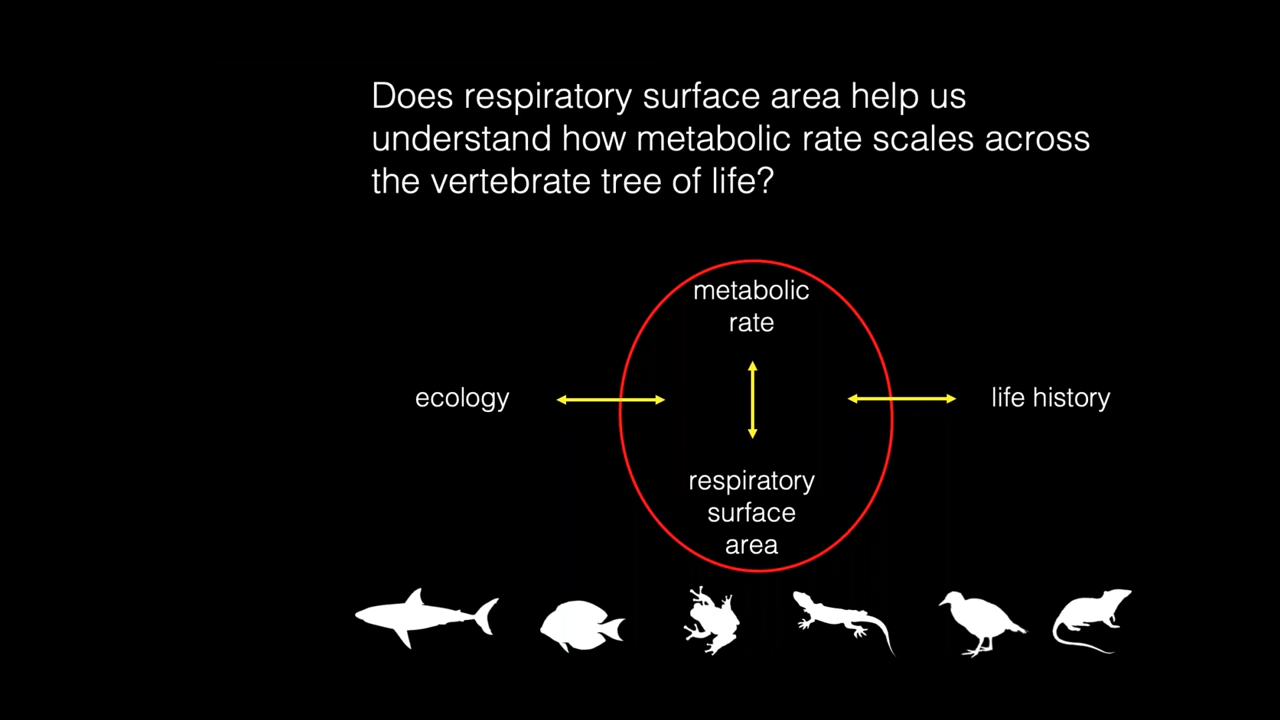 Does respiratory surface area help us
understand how metabolic rate scales across
the vertebrate tree of life?
metabolic
rate
ecology
life history
respiratory
surface
area